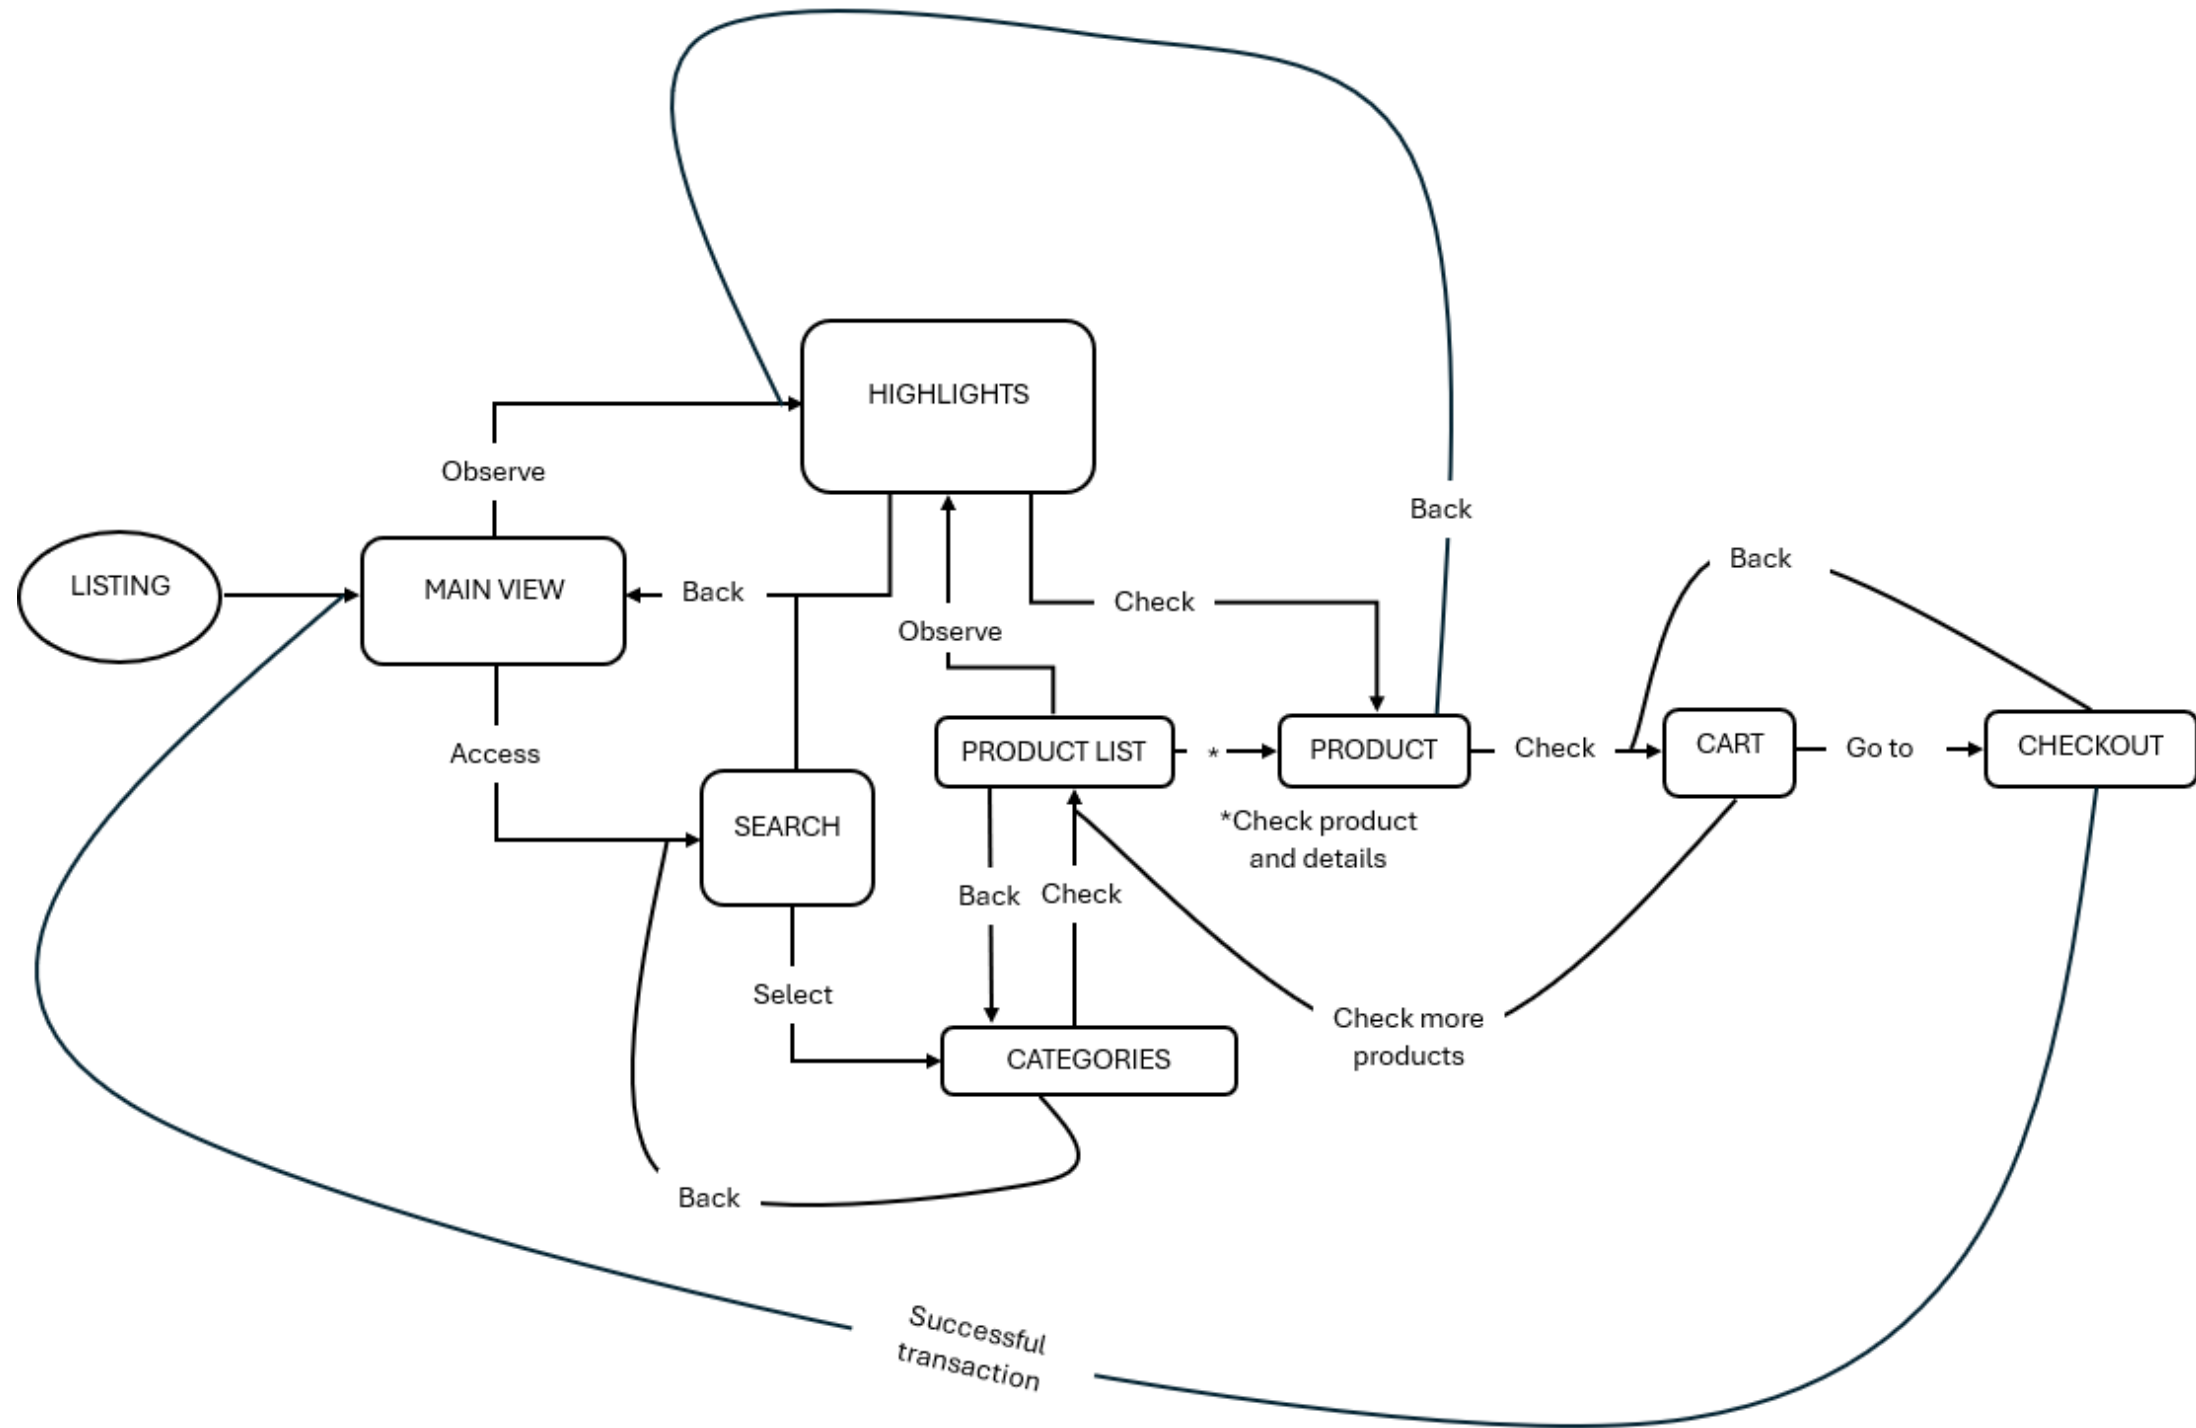 HIGHLIGHTS
Observe
Back
Back
LISTING
MAIN VIEW
Back
Check
Observe
Access
PRODUCT LIST
*
PRODUCT
Check
CART
Go to
CHECKOUT
SEARCH
*Check product
and details
Back
Check
Select
Check more
products
CATEGORIES
Back
Successful
transaction